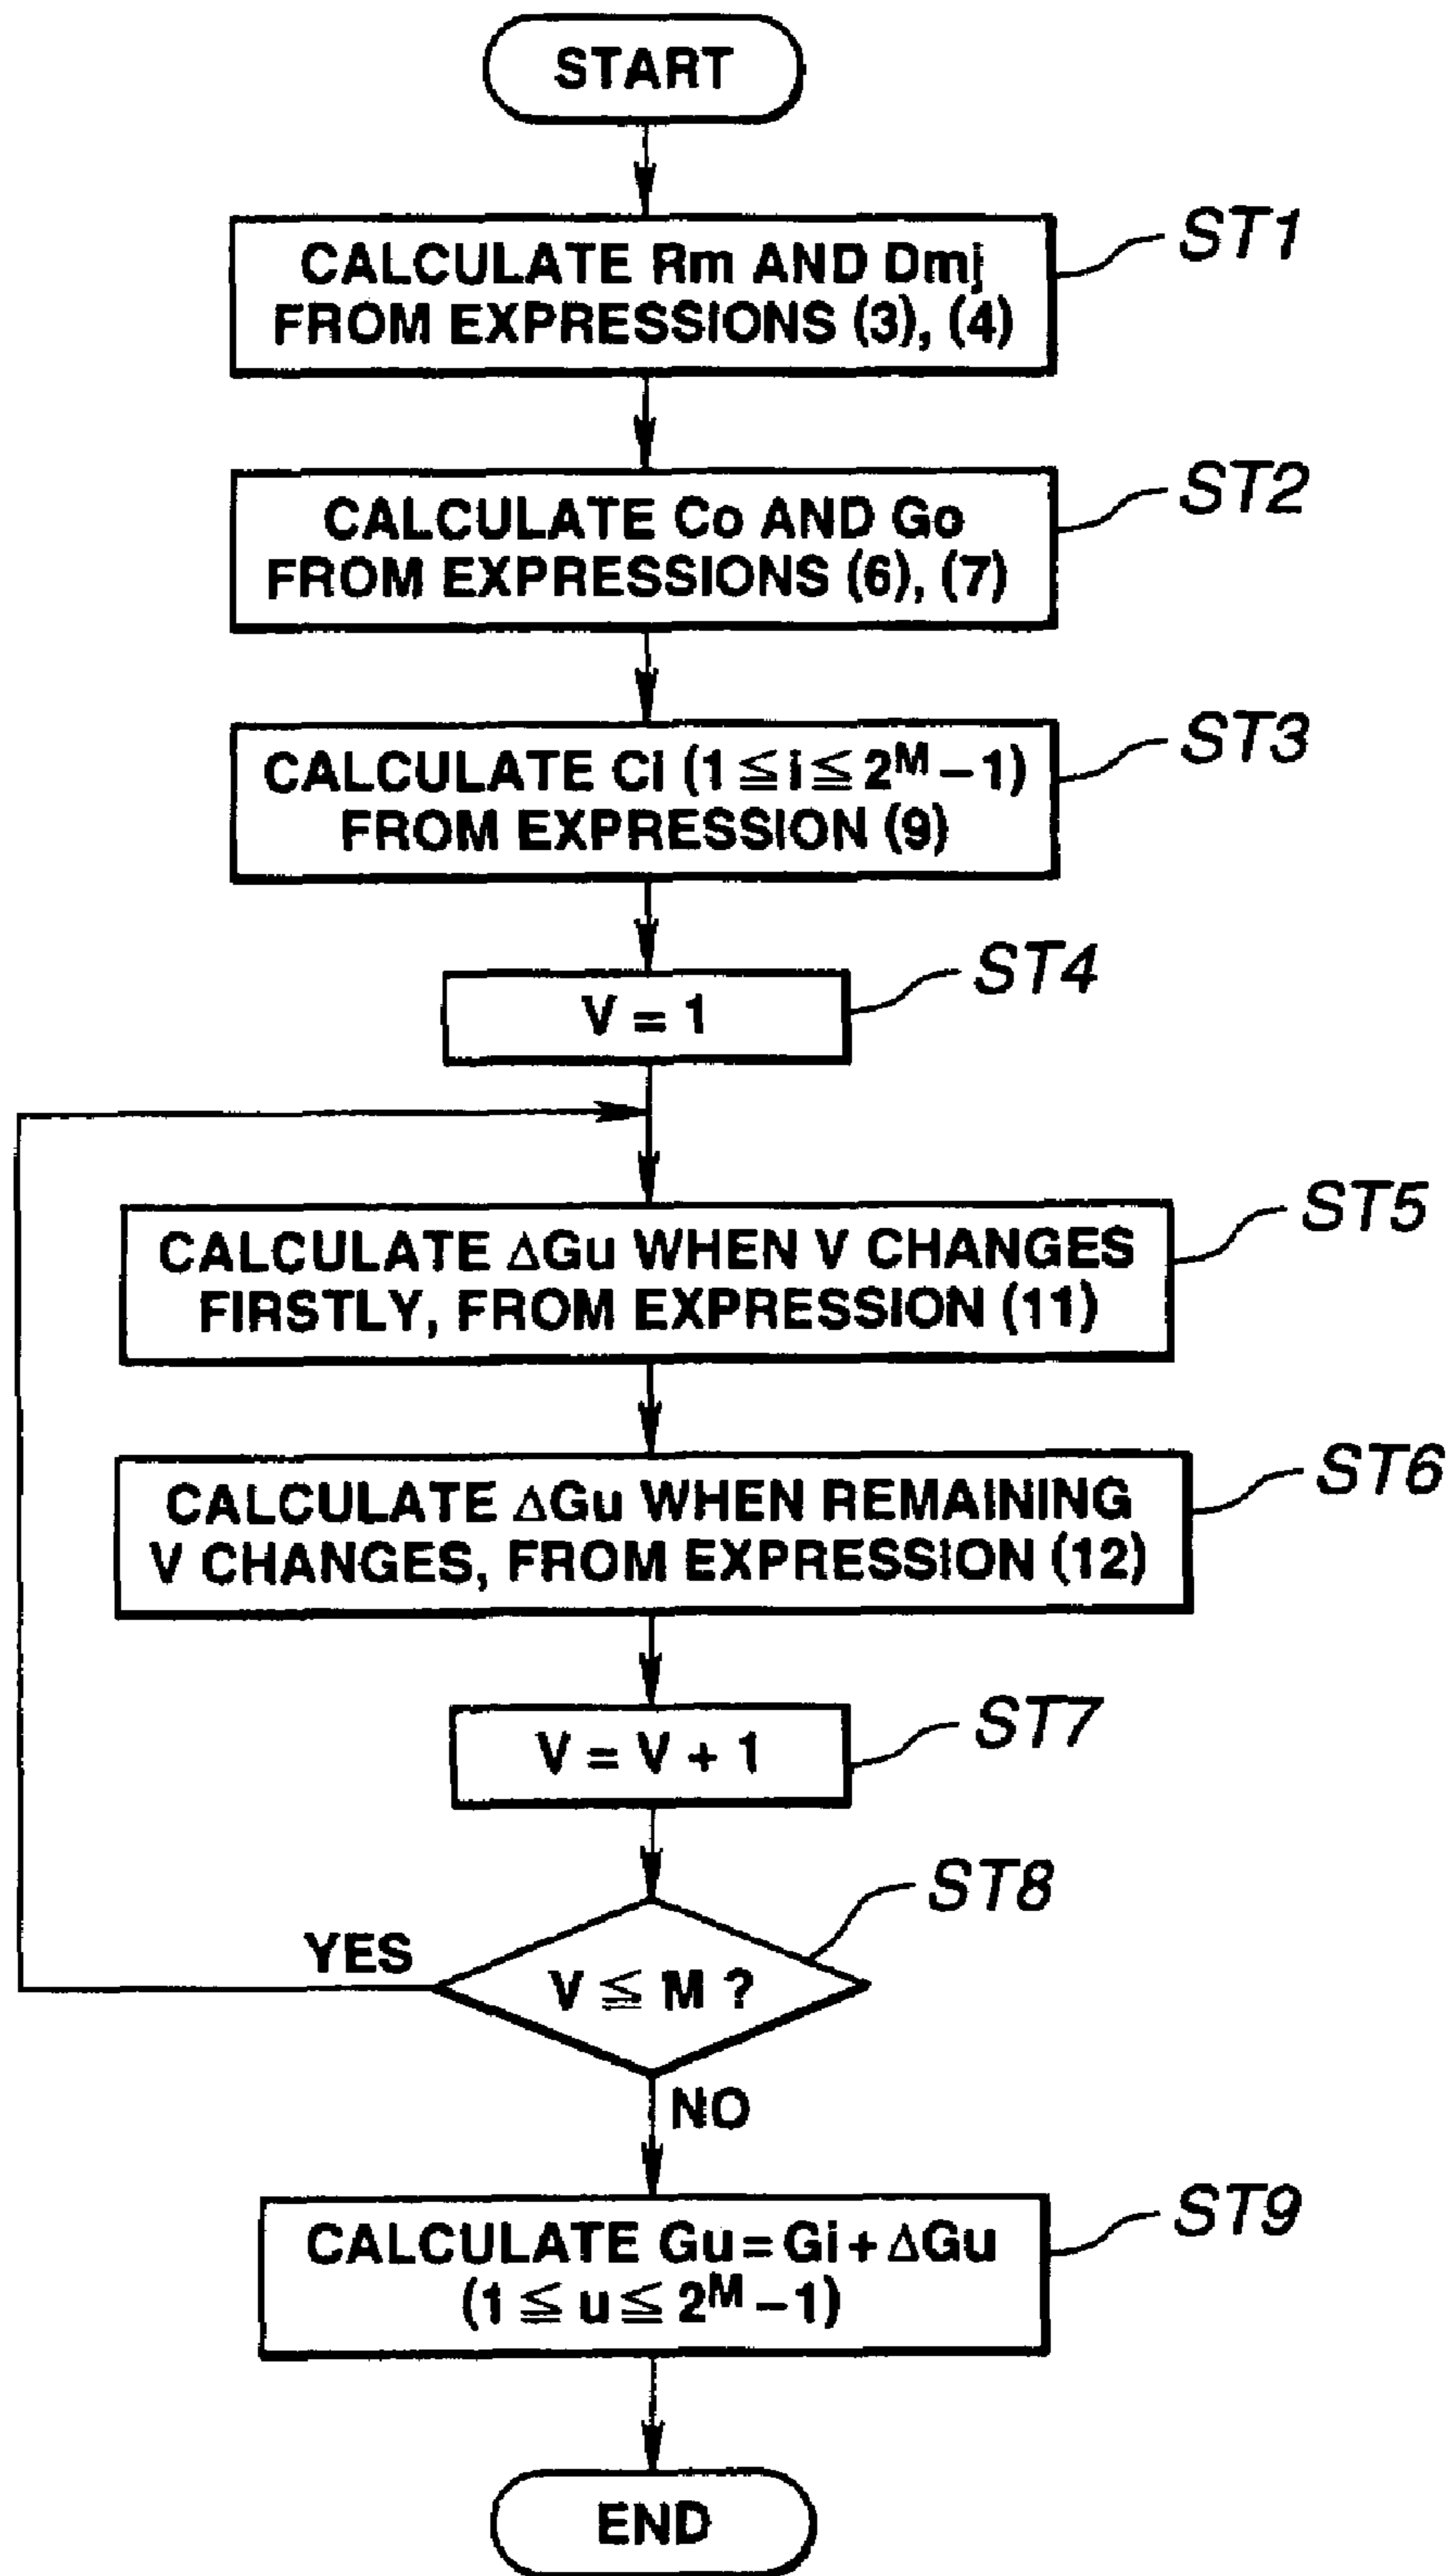 START
CALCULATE Rm AND Dmj
FROM EXPRESSIONS (3), (4)
ST1
CALCULATE Co AND Go
FROM EXPRESSIONS (6), (7)
ST2
CALCULATE Ci (1 ≦ i ≦ 2^M – 1)
FROM EXPRESSION (9)
ST3
V = 1
ST4
CALCULATE ΔGu WHEN V CHANGES
FIRSTLY, FROM EXPRESSION (11)
ST5
CALCULATE ΔGu WHEN REMAINING
V CHANGES, FROM EXPRESSION (12)
ST6
V = V + 1
ST7
V ≦ M ?
ST8
YES
NO
CALCULATE Gu = Gi + ΔGu
(1 ≦ u ≦ 2^M – 1)
ST9
END